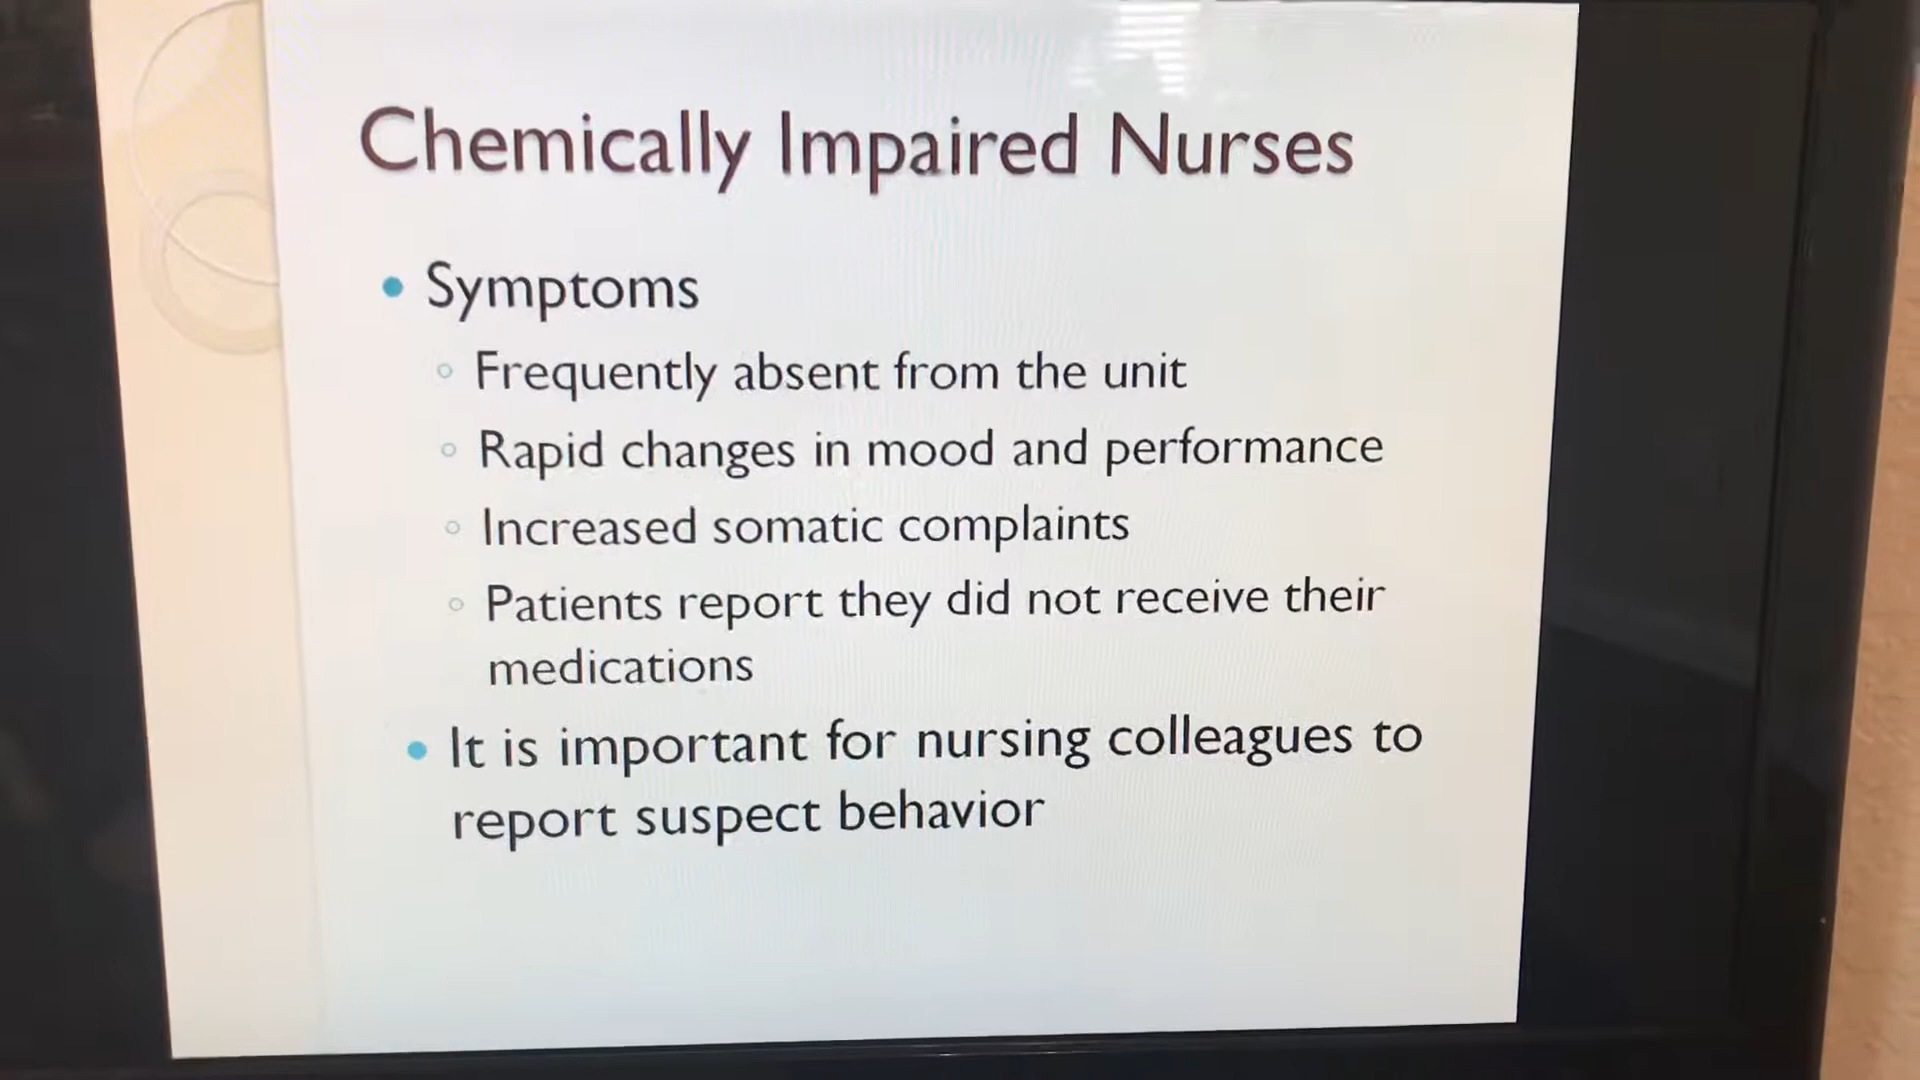 Chemically Impaired Nurses
• Symptoms
◦ Frequently absent from the unit
◦ Rapid changes in mood and performance
◦ Increased somatic complaints
◦ Patients report they did not receive their
medications
• It is important for nursing colleagues to
report suspect behavior